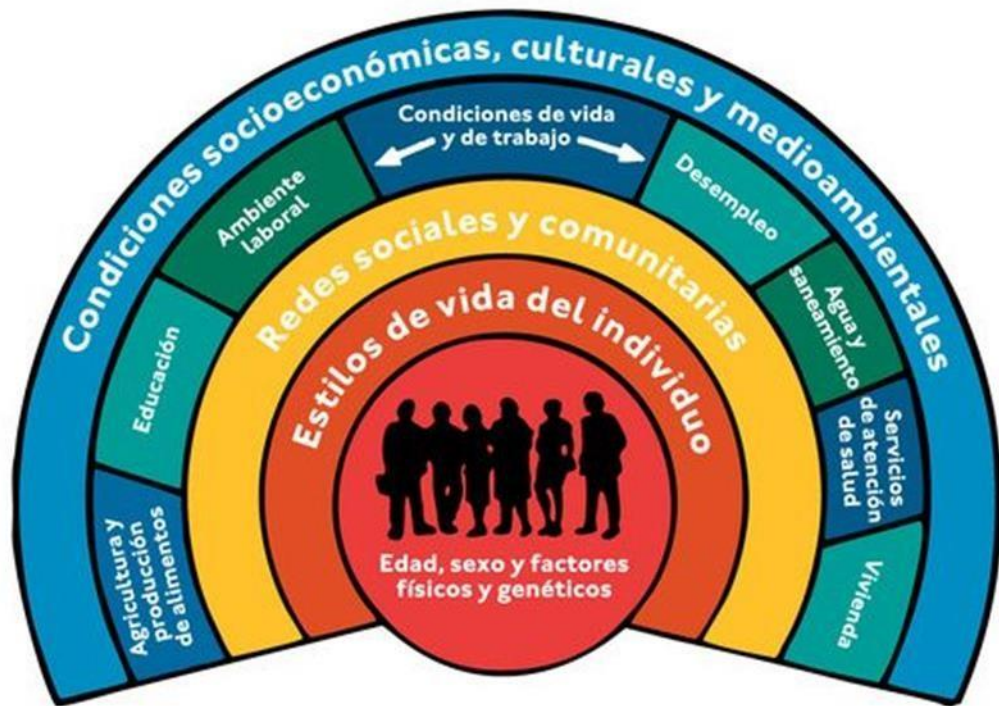 Condiciones socioeconómicas, culturales y medioambientales
Condiciones de vida
y de trabajo
Agricultura y
producción
de alimentos
Educación
Ambiente
laboral
Desempleo
Agua y
saneamiento
Servicios
de atención
de salud
Vivienda
Redes sociales y comunitarias
Estilos de vida del individuo
Edad, sexo y factores
físicos y genéticos